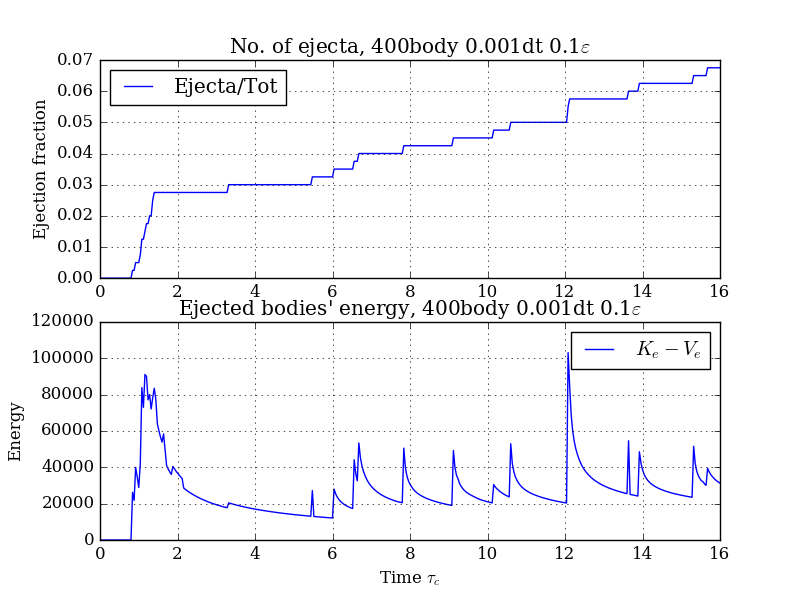 No. of ejecta, 400body 0.001dt 0.1ε
0.07
0.06
0.05
0.04
0.03
0.02
0.01
0.00
Ejection fraction
Ejecta/Tot
0 2 4 6 8 10 12 14 16
Ejected bodies' energy, 400body 0.001dt 0.1ε
120000
100000
80000
60000
40000
20000
0
Energy
K_e − V_e
0 2 4 6 8 10 12 14 16
Time τ_c